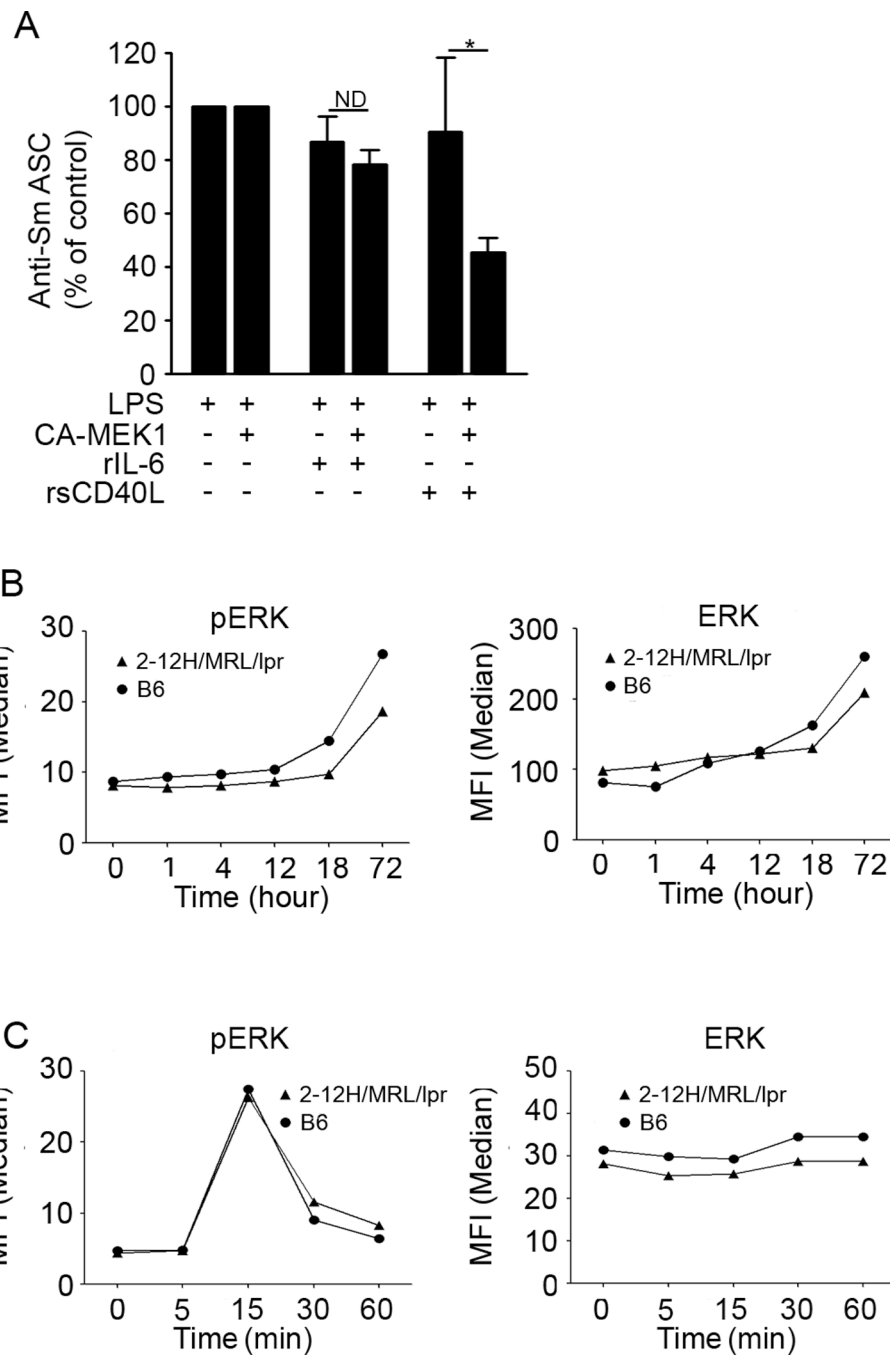 A
Anti-Sm ASC
(% of control)
120
100
80
60
40
20
0
ND
*
LPS + + + + + +
CA-MEK1 - + - + - +
rIL-6 - - + + - -
rsCD40L - - - - + +
B
pERK
MFI (Median)
30
20
10
0
2-12H/MRL/lpr
B6
0 1 4 12 18 72
Time (hour)
ERK
MFI (Median)
300
200
100
0
2-12H/MRL/lpr
B6
0 1 4 12 18 72
Time (hour)
C
pERK
MFI (Median)
30
20
10
0
2-12H/MRL/lpr
B6
0 5 15 30 60
Time (min)
ERK
MFI (Median)
50
40
30
20
10
0
2-12H/MRL/lpr
B6
0 5 15 30 60
Time (min)